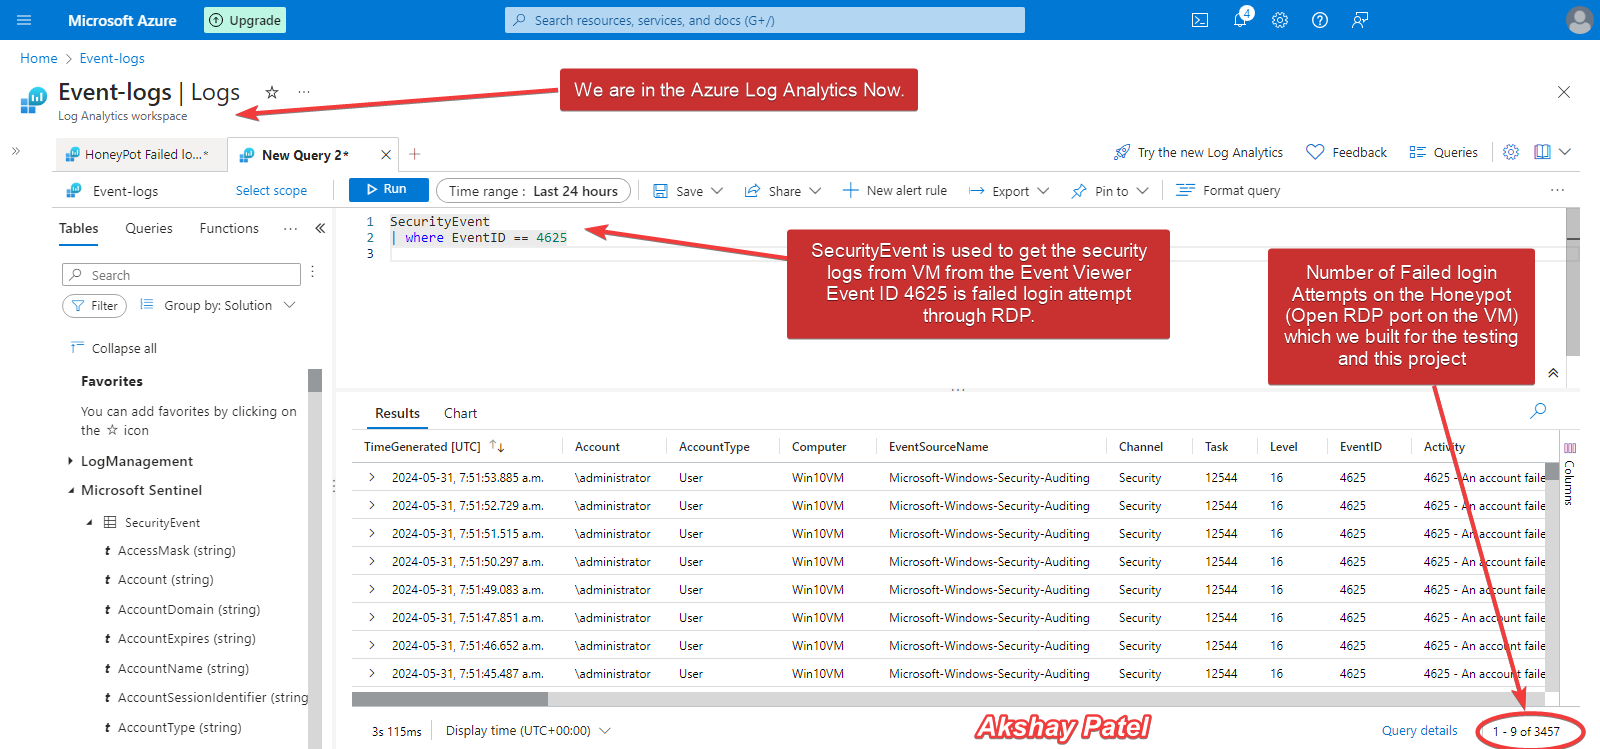 Microsoft Azure
Upgrade
Search resources, services, and docs (G+/)
4
Home > Event-logs
Event-logs | Logs
Log Analytics workspace
We are in the Azure Log Analytics Now.
HoneyPot Failed lo...*
New Query 2*
Try the new Log Analytics
Feedback
Queries
Event-logs
Select scope
Run
Time range : Last 24 hours
Save
Share
New alert rule
Export
Pin to
Format query
Tables
Queries
Functions
1 SecurityEvent
2 | where EventID == 4625
3
SecurityEvent is used to get the security
logs from VM from the Event Viewer
Event ID 4625 is failed login attempt
through RDP.
Number of Failed login
Attempts on the Honeypot
(Open RDP port on the VM)
which we built for the testing
and this project
Search
Filter
Group by: Solution
Collapse all
Favorites
You can add favorites by clicking on
the ☆ icon
LogManagement
Microsoft Sentinel
SecurityEvent
t AccessMask (string)
t Account (string)
t AccountDomain (string)
t AccountExpires (string)
t AccountName (string)
t AccountSessionIdentifier (string
t AccountType (string)
Results
Chart
TimeGenerated [UTC] Account AccountType Computer EventSourceName Channel Task Level EventID Activity
2024-05-31, 7:51:53.885 a.m. \administrator User Win10VM Microsoft-Windows-Security-Auditing Security 12544 16 4625 4625 - An account faile
2024-05-31, 7:51:52.729 a.m. \administrator User Win10VM Microsoft-Windows-Security-Auditing Security 12544 16 4625 4625 - An account faile
2024-05-31, 7:51:51.515 a.m. \administrator User Win10VM Microsoft-Windows-Security-Auditing Security 12544 16 4625 4625 - An account faile
2024-05-31, 7:51:50.297 a.m. \administrator User Win10VM Microsoft-Windows-Security-Auditing Security 12544 16 4625 4625 - An account faile
2024-05-31, 7:51:49.083 a.m. \administrator User Win10VM Microsoft-Windows-Security-Auditing Security 12544 16 4625 4625 - An account faile
2024-05-31, 7:51:47.851 a.m. \administrator User Win10VM Microsoft-Windows-Security-Auditing Security 12544 16 4625 4625 - An account faile
2024-05-31, 7:51:46.652 a.m. \administrator User Win10VM Microsoft-Windows-Security-Auditing Security 12544 16 4625 4625 - An account faile
2024-05-31, 7:51:45.487 a.m. \administrator User Win10VM Microsoft-Windows-Security-Auditing Security 12544 16 4625 4625 - An account faile
Columns
3s 115ms
Display time (UTC+00:00)
Akshay Patel
Query details
1 - 9 of 3457